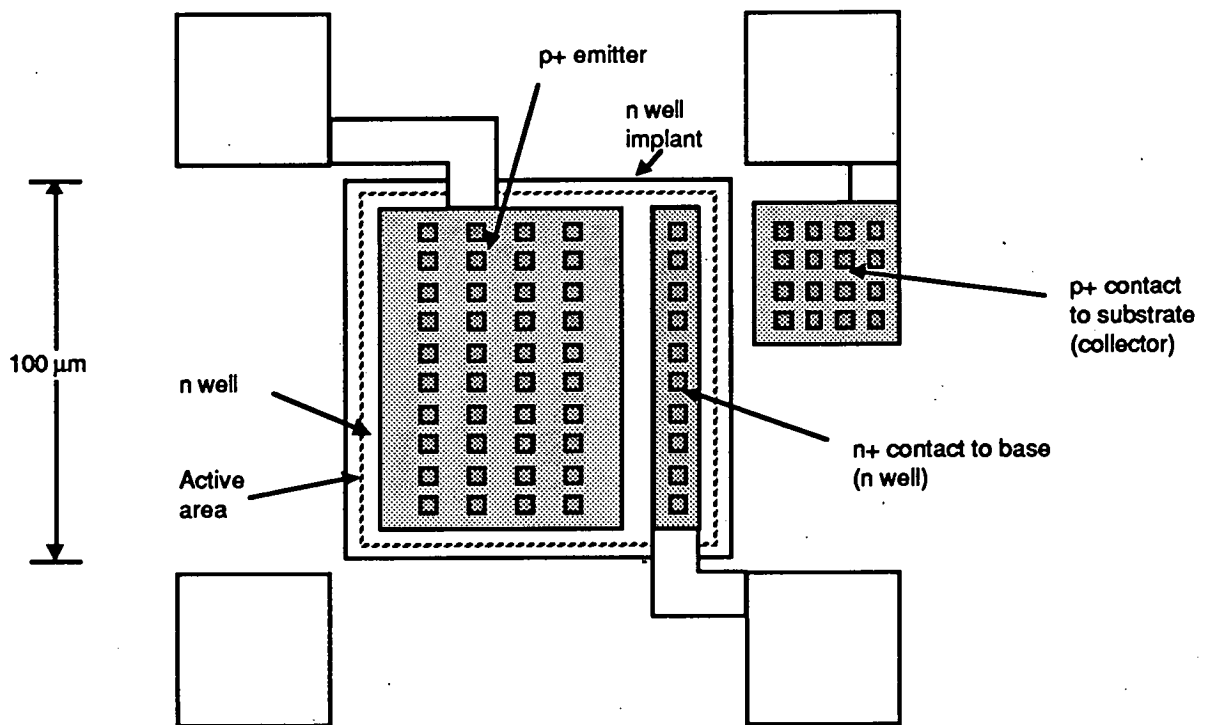 p+ emitter
n well
implant
p+ contact
to substrate
(collector)
100 µm
n well
n+ contact to base
(n well)
Active
area